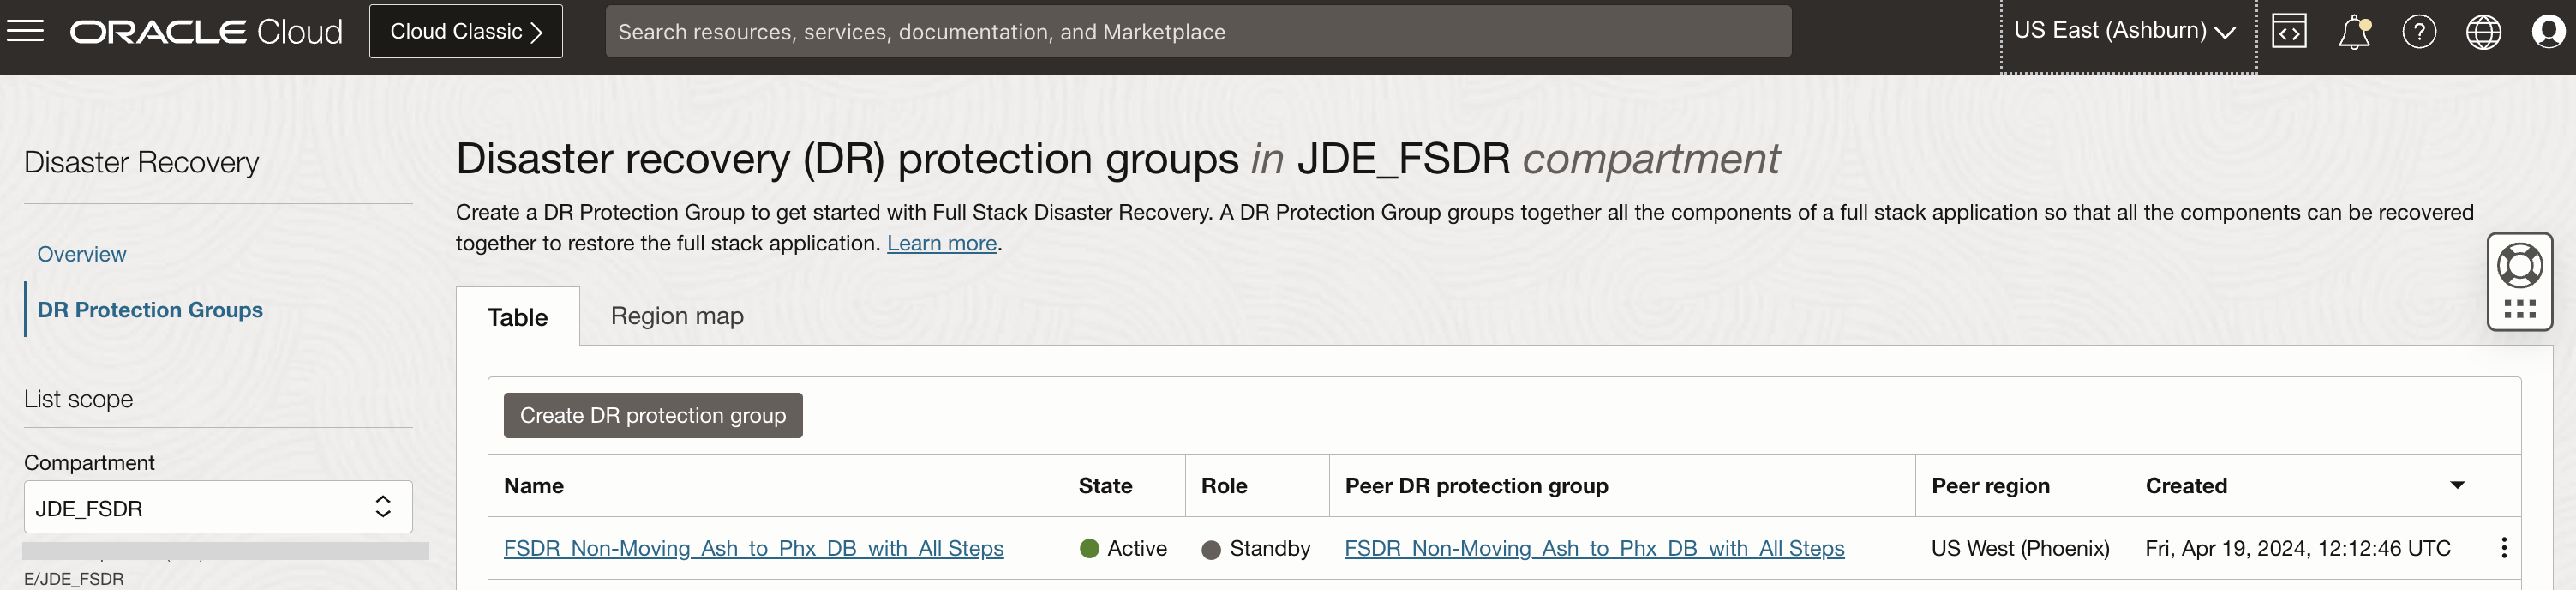 ORACLE Cloud
Cloud Classic
Search resources, services, documentation, and Marketplace
US East (Ashburn)
Disaster Recovery
Overview
DR Protection Groups
List scope
Compartment
JDE_FSDR
E/JDE_FSDR
Disaster recovery (DR) protection groups in JDE_FSDR compartment
Create a DR Protection Group to get started with Full Stack Disaster Recovery. A DR Protection Group groups together all the components of a full stack application so that all the components can be recovered
together to restore the full stack application. Learn more.
Table Region map
Create DR protection group
Name State Role Peer DR protection group Peer region Created
FSDR_Non-Moving_Ash_to_Phx_DB_with_All Steps Active Standby FSDR_Non-Moving_Ash_to_Phx_DB_with_All Steps US West (Phoenix) Fri, Apr 19, 2024, 12:12:46 UTC